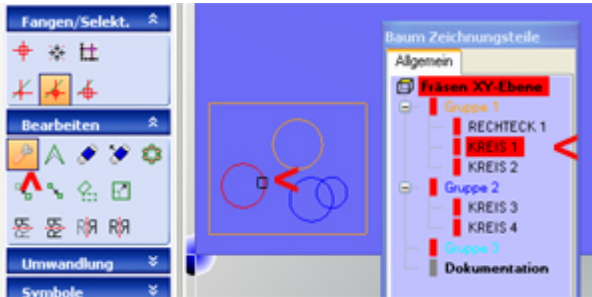 Fangen/Selekt.
Bearbeiten
Umwandlung
Symbole
Baum Zeichnungsteile
Allgemein
Fräsen XY-Ebene
Gruppe 1
RECHTECK 1
KREIS 1
KREIS 2
Gruppe 2
KREIS 3
KREIS 4
Gruppe 3
Dokumentation